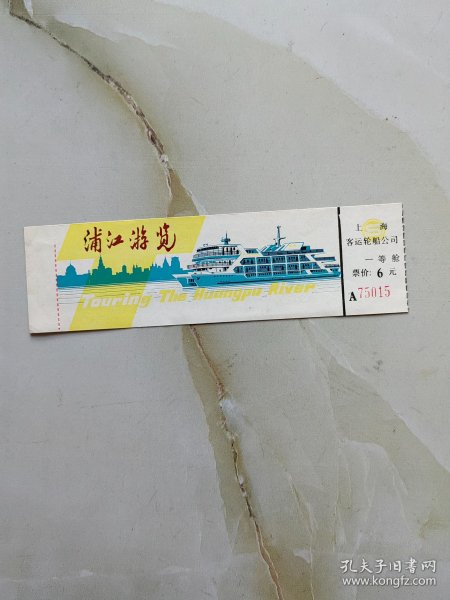 浦江游览
Touring The Huangpu River
上海
客运轮船公司
一等舱
票价：6元
A75015
孔夫子旧书网
www.kongfz.com